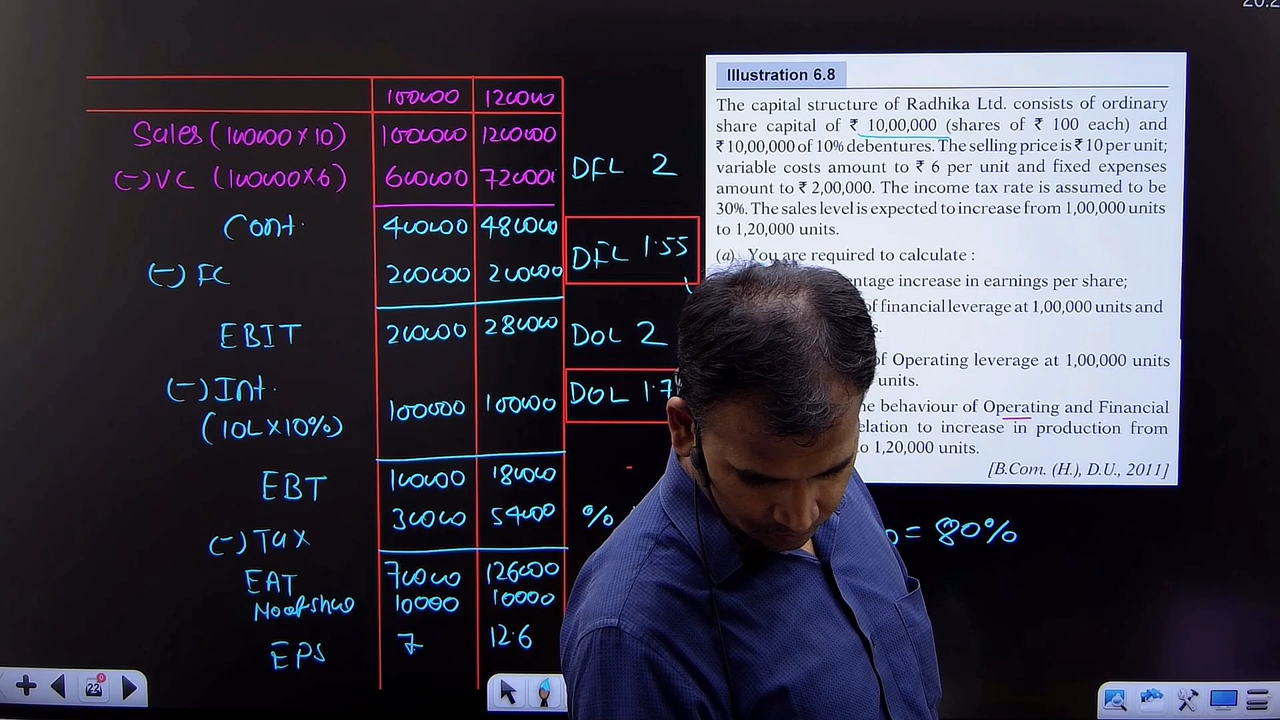 20:2
100000 120000
Sales (100000 x 10) 1000000 1200000
(-) VC (100000 x 6) 600000 720000
Cont. 400000 480000
(-) FC 200000 200000
EBIT 200000 280000
(-) Int.
(10L x 10%) 100000 100000
EBT 100000 180000
(-) Tax 30000 54000
EAT 70000 126000
No of share 10000 10000
EPS 7 12.6
DFL 2
DFL 1.55
DOL 2
DOL 1.7
%
= 80%
Illustration 6.8
The capital structure of Radhika Ltd. consists of ordinary
share capital of ₹ 10,00,000 (shares of ₹ 100 each) and
₹ 10,00,000 of 10% debentures. The selling price is ₹ 10 per unit;
variable costs amount to ₹ 6 per unit and fixed expenses
amount to ₹ 2,00,000. The income tax rate is assumed to be
30%. The sales level is expected to increase from 1,00,000 units
to 1,20,000 units.
(a) You are required to calculate :
ntage increase in earnings per share;
of financial leverage at 1,00,000 units and
s.
of Operating leverage at 1,00,000 units
units.
he behaviour of Operating and Financial
elation to increase in production from
o 1,20,000 units.
[B.Com. (H.), D.U., 2011]
22